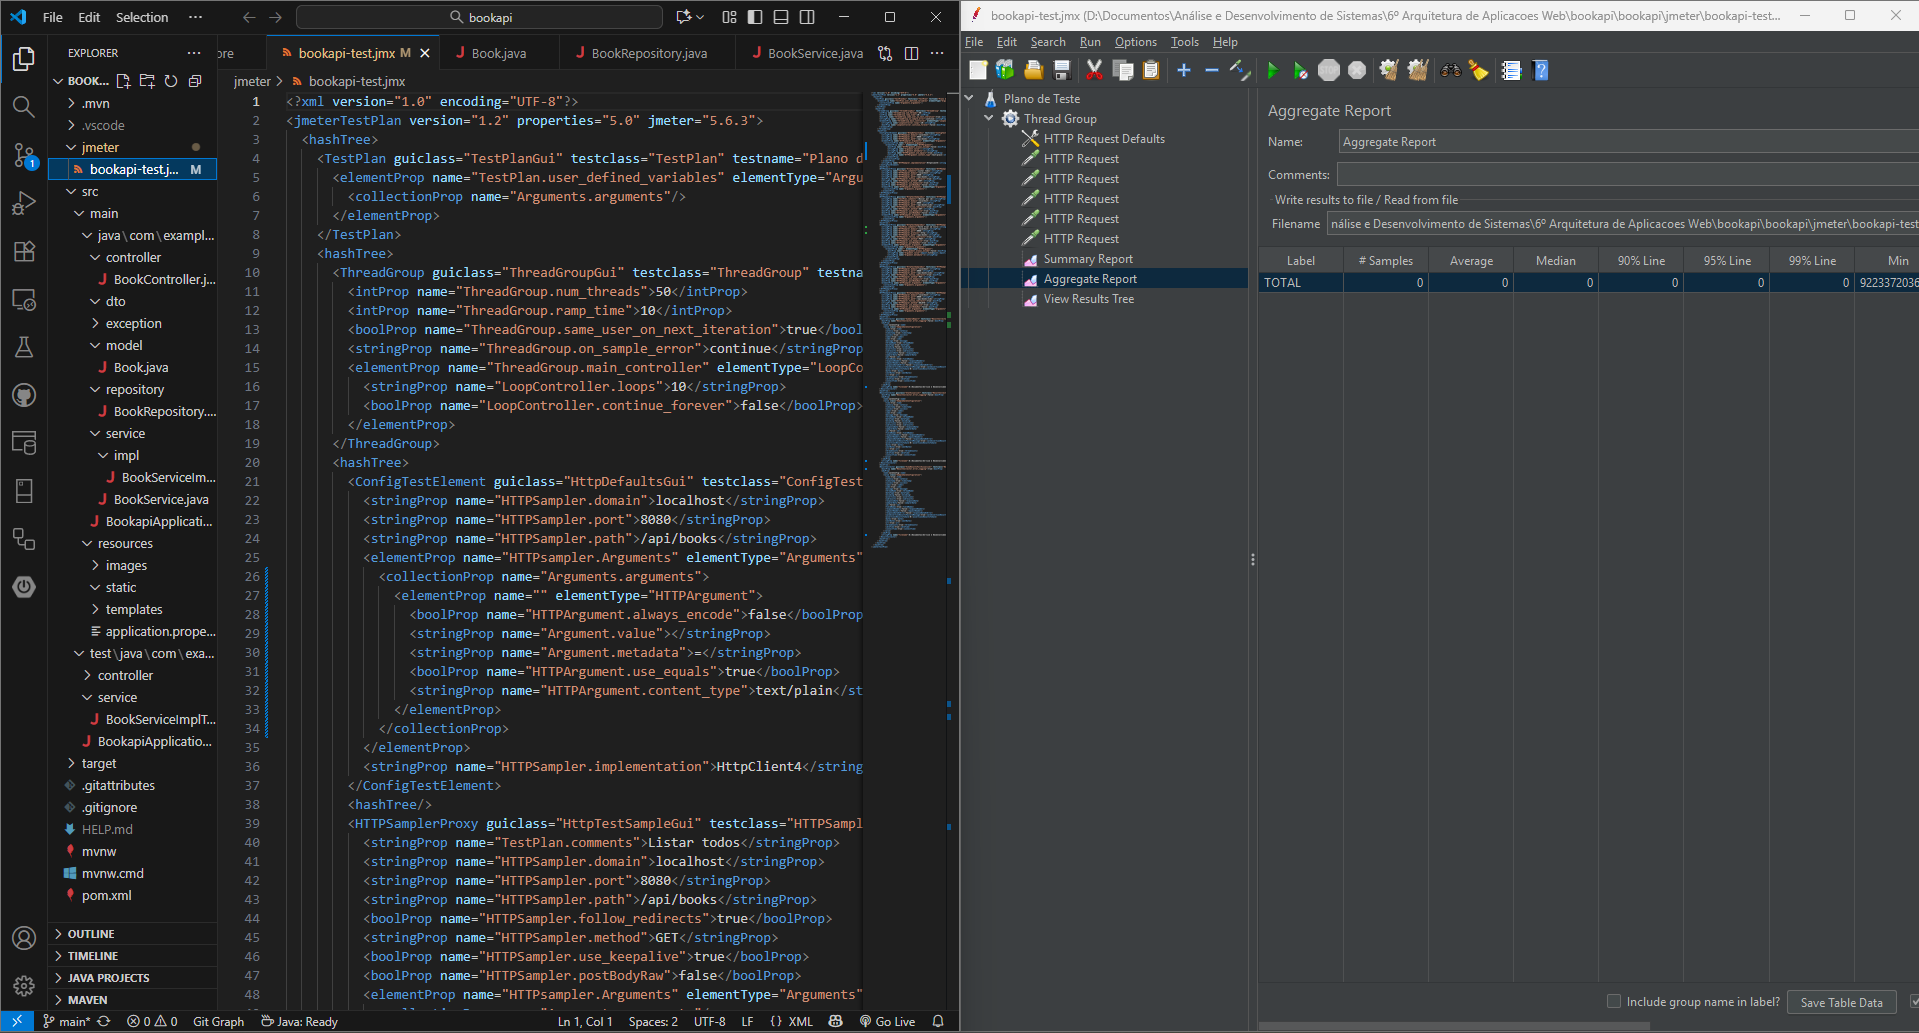 File Edit Selection ···
bookapi
EXPLORER ···
BOOK...
.mvn
.vscode
jmeter
bookapi-test.j... M
src
main
java\com\exampl...
controller
BookController.j...
dto
exception
model
Book.java
repository
BookRepository....
service
impl
BookServiceIm...
BookService.java
BookapiApplicati...
resources
images
static
templates
application.prope...
test\java\com\exa...
controller
service
BookServiceImplT...
BookapiApplicatio...
target
.gitattributes
.gitignore
HELP.md
mvnw
mvnw.cmd
pom.xml
OUTLINE
TIMELINE
JAVA PROJECTS
MAVEN
1
ore bookapi-test.jmx M Book.java BookRepository.java BookService.java
jmeter > bookapi-test.jmx
1 <?xml version="1.0" encoding="UTF-8"?>
2 <jmeterTestPlan version="1.2" properties="5.0" jmeter="5.6.3">
3 <hashTree>
4 <TestPlan guiclass="TestPlanGui" testclass="TestPlan" testname="Plano d
5 <elementProp name="TestPlan.user_defined_variables" elementType="Argu
6 <collectionProp name="Arguments.arguments"/>
7 </elementProp>
8 </TestPlan>
9 <hashTree>
10 <ThreadGroup guiclass="ThreadGroupGui" testclass="ThreadGroup" testna
11 <intProp name="ThreadGroup.num_threads">50</intProp>
12 <intProp name="ThreadGroup.ramp_time">10</intProp>
13 <boolProp name="ThreadGroup.same_user_on_next_iteration">true</bool
14 <stringProp name="ThreadGroup.on_sample_error">continue</stringProp
15 <elementProp name="ThreadGroup.main_controller" elementType="LoopCo
16 <stringProp name="LoopController.loops">10</stringProp>
17 <boolProp name="LoopController.continue_forever">false</boolProp>
18 </elementProp>
19 </ThreadGroup>
20 <hashTree>
21 <ConfigTestElement guiclass="HttpDefaultsGui" testclass="ConfigTest
22 <stringProp name="HTTPSampler.domain">localhost</stringProp>
23 <stringProp name="HTTPSampler.port">8080</stringProp>
24 <stringProp name="HTTPSampler.path">/api/books</stringProp>
25 <elementProp name="HTTPsampler.Arguments" elementType="Arguments"
26 <collectionProp name="Arguments.arguments">
27 <elementProp name="" elementType="HTTPArgument">
28 <boolProp name="HTTPArgument.always_encode">false</boolProp
29 <stringProp name="Argument.value"></stringProp>
30 <stringProp name="Argument.metadata">=</stringProp>
31 <boolProp name="HTTPArgument.use_equals">true</boolProp>
32 <stringProp name="HTTPArgument.content_type">text/plain</st
33 </elementProp>
34 </collectionProp>
35 </elementProp>
36 <stringProp name="HTTPSampler.implementation">HttpClient4</string
37 </ConfigTestElement>
38 <hashTree/>
39 <HTTPSamplerProxy guiclass="HttpTestSampleGui" testclass="HTTPSampl
40 <stringProp name="TestPlan.comments">Listar todos</stringProp>
41 <stringProp name="HTTPSampler.domain">localhost</stringProp>
42 <stringProp name="HTTPSampler.port">8080</stringProp>
43 <stringProp name="HTTPSampler.path">/api/books</stringProp>
44 <boolProp name="HTTPSampler.follow_redirects">true</boolProp>
45 <stringProp name="HTTPSampler.method">GET</stringProp>
46 <boolProp name="HTTPSampler.use_keepalive">true</boolProp>
47 <boolProp name="HTTPSampler.postBodyRaw">false</boolProp>
48 <elementProp name="HTTPsampler.Arguments" elementType="Arguments"
main* 0 0 Git Graph Java: Ready Ln 1, Col 1 Spaces: 2 UTF-8 LF {} XML Go Live
bookapi-test.jmx (D:\Documentos\Análise e Desenvolvimento de Sistemas\6º Arquitetura de Aplicacoes Web\bookapi\bookapi\jmeter\bookapi-test...
File Edit Search Run Options Tools Help
Plano de Teste
Thread Group
HTTP Request Defaults
HTTP Request
HTTP Request
HTTP Request
HTTP Request
HTTP Request
Summary Report
Aggregate Report
View Results Tree
Aggregate Report
Name: Aggregate Report
Comments:
Write results to file / Read from file
Filename nálise e Desenvolvimento de Sistemas\6º Arquitetura de Aplicacoes Web\bookapi\bookapi\jmeter\bookapi-test
Label # Samples Average Median 90% Line 95% Line 99% Line Min
TOTAL 0 0 0 0 0 0 9223372036
Include group name in label? Save Table Data